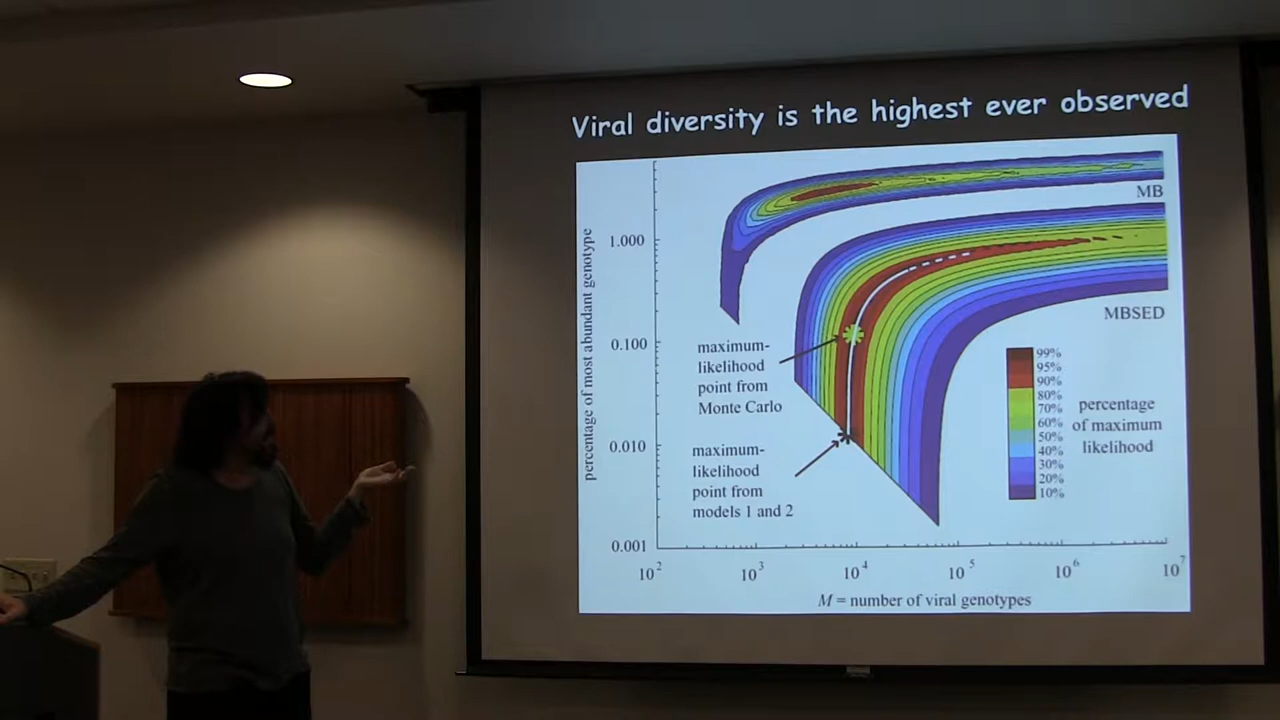 Viral diversity is the highest ever observed
percentage of most abundant genotype
1.000
0.100
0.010
0.001
MB
MBSED
maximum-
likelihood
point from
Monte Carlo
maximum-
likelihood
point from
models 1 and 2
99%
95%
90%
80%
70%
60%
50%
40%
30%
20%
10%
percentage
of maximum
likelihood
10² 10³ 10⁴ 10⁵ 10⁶ 10⁷
M = number of viral genotypes